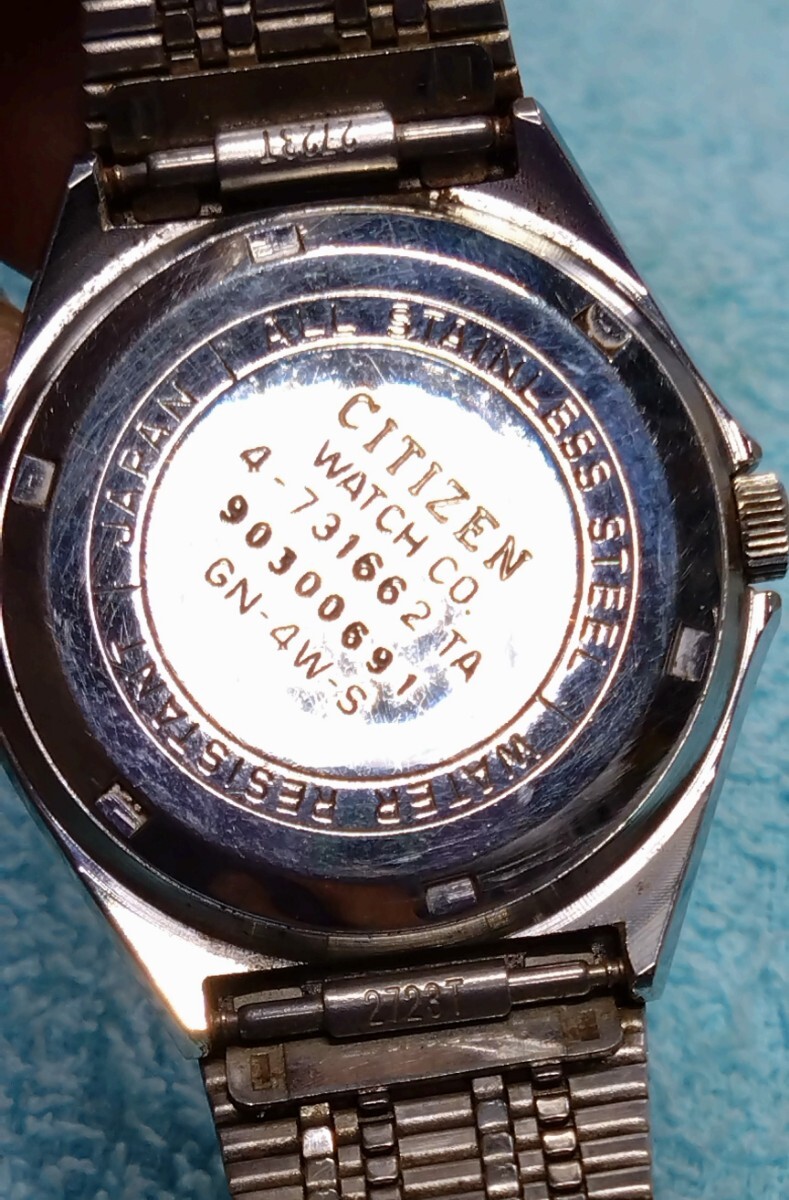 2723T
ALL STAINLESS STEEL
WATER RESISTANT
JAPAN
CITIZEN
WATCH CO.
4-731662 TA
90300691
GN-4W-S
2723T